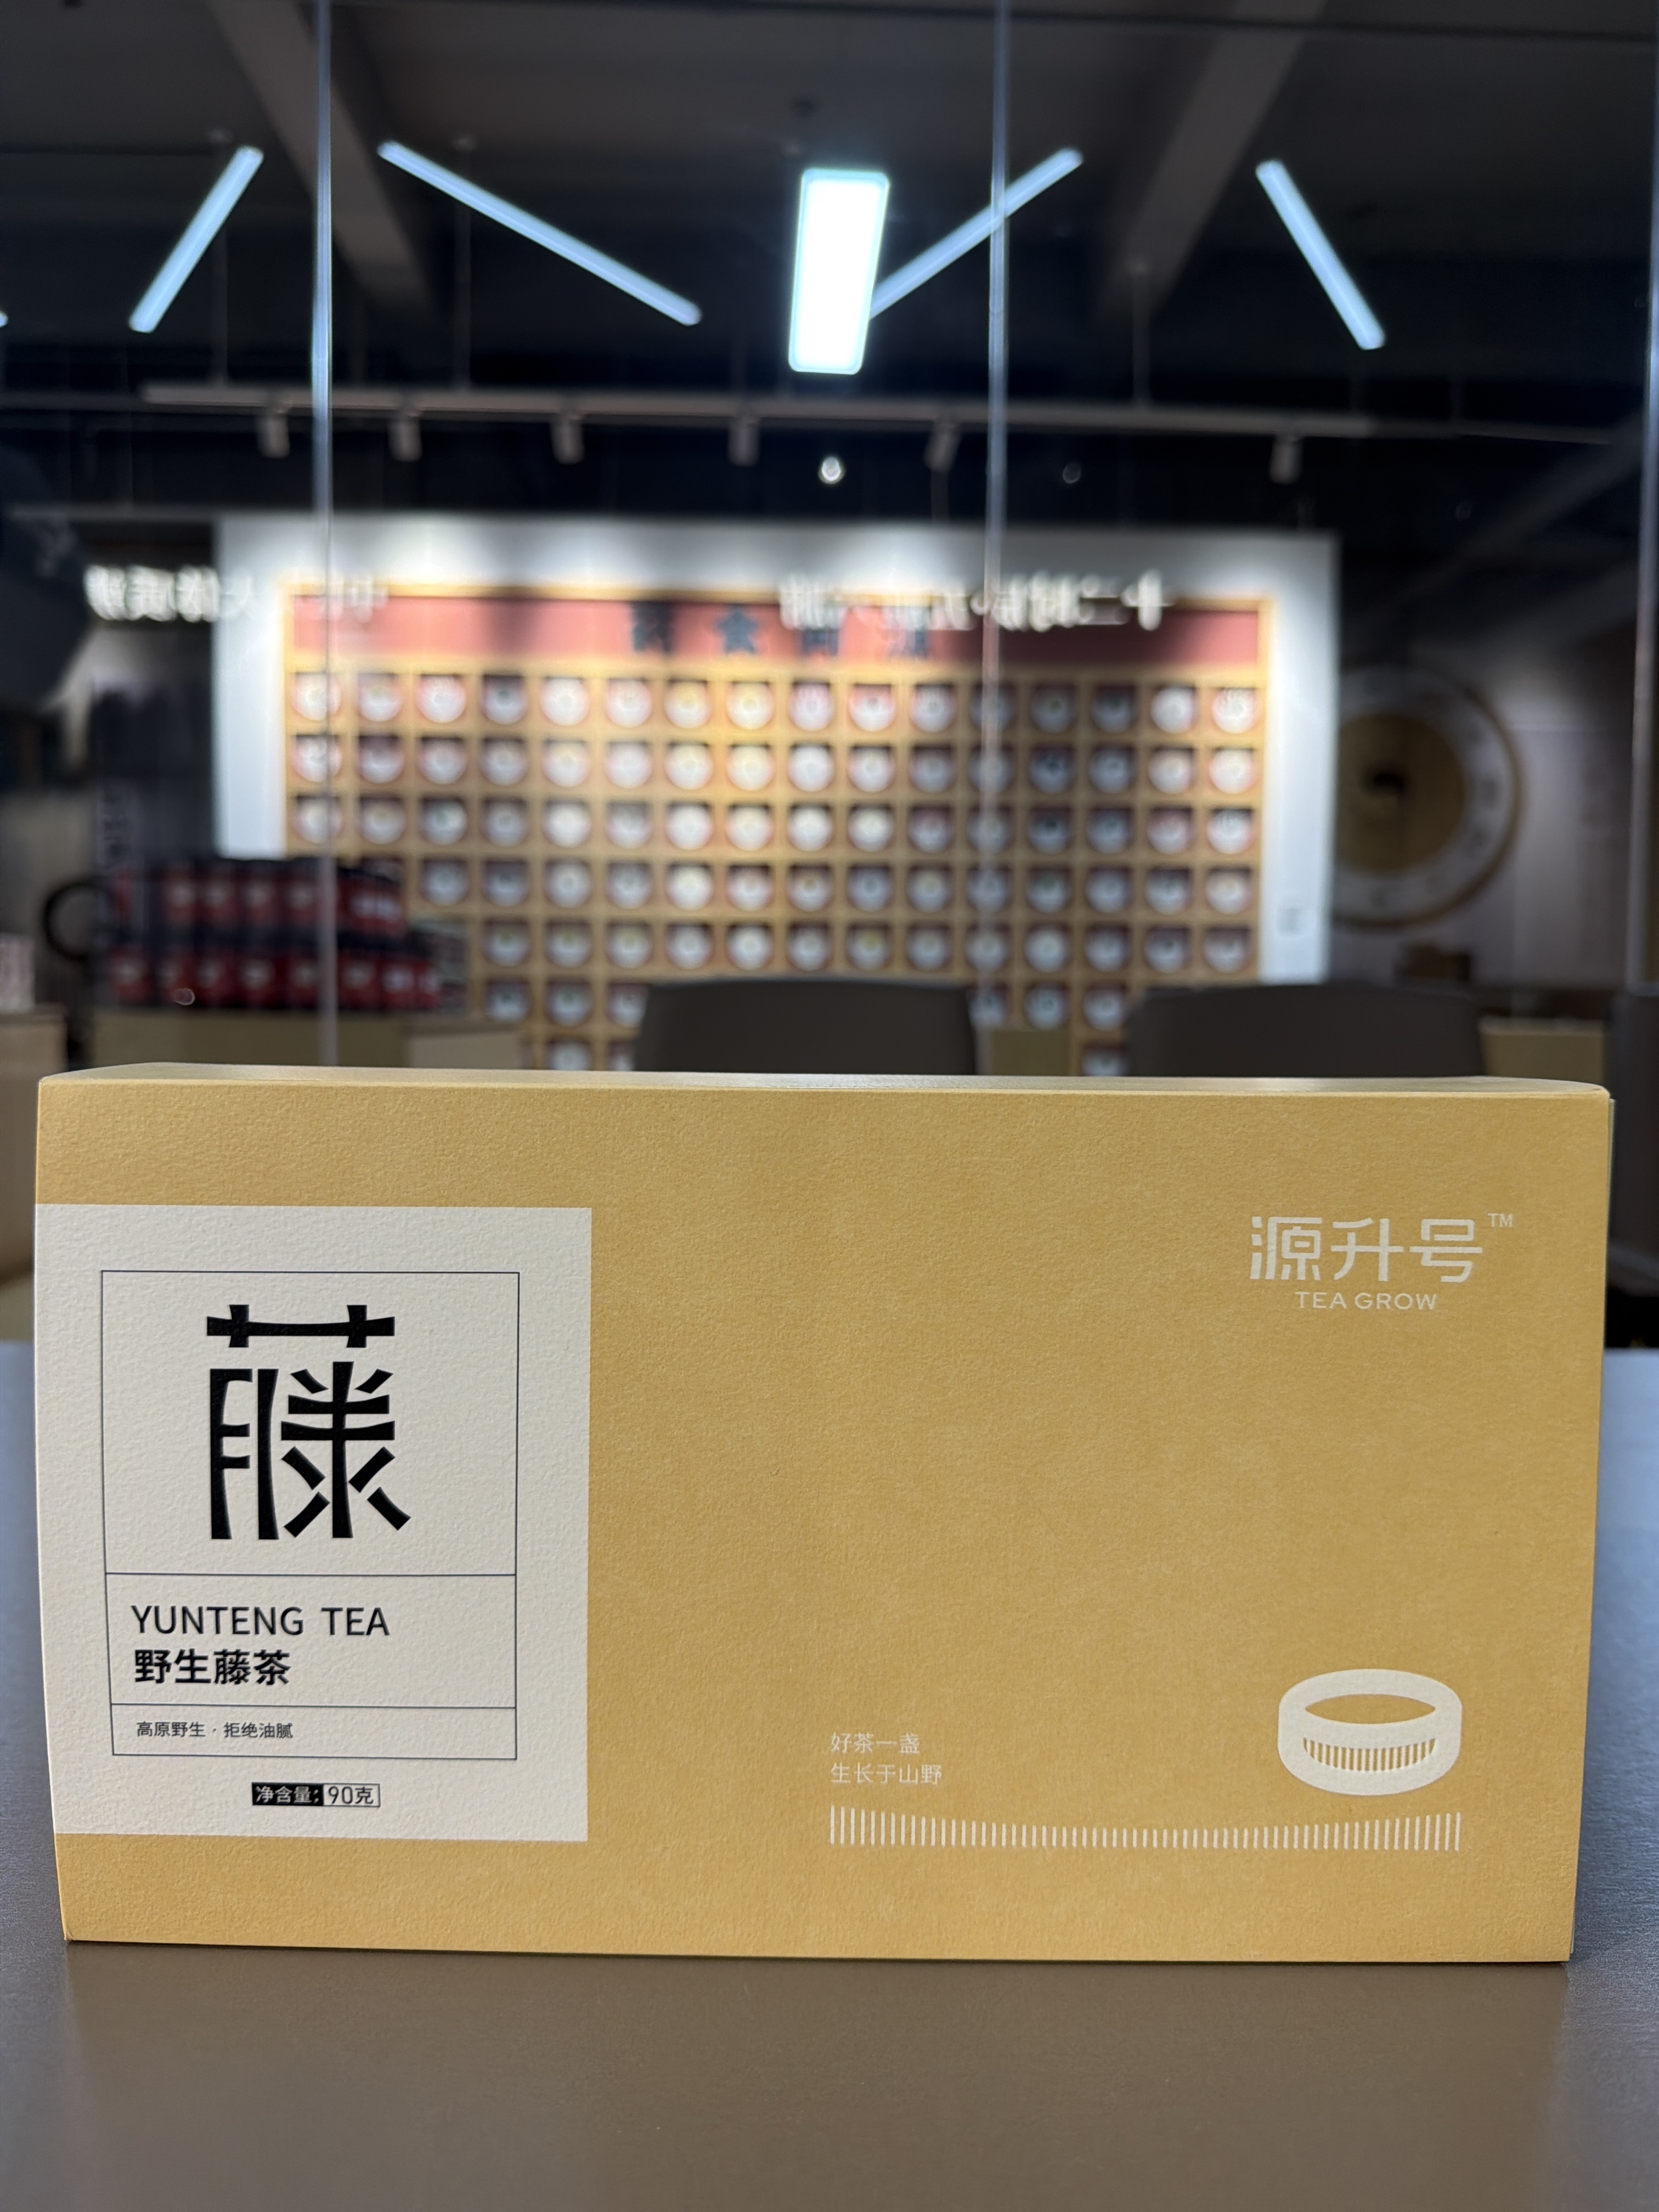 源升号™
TEA GROW
藤
YUNTENG TEA
野生藤茶
高原野生·拒绝油腻
净含量:90克
好茶一盏
生长于山野